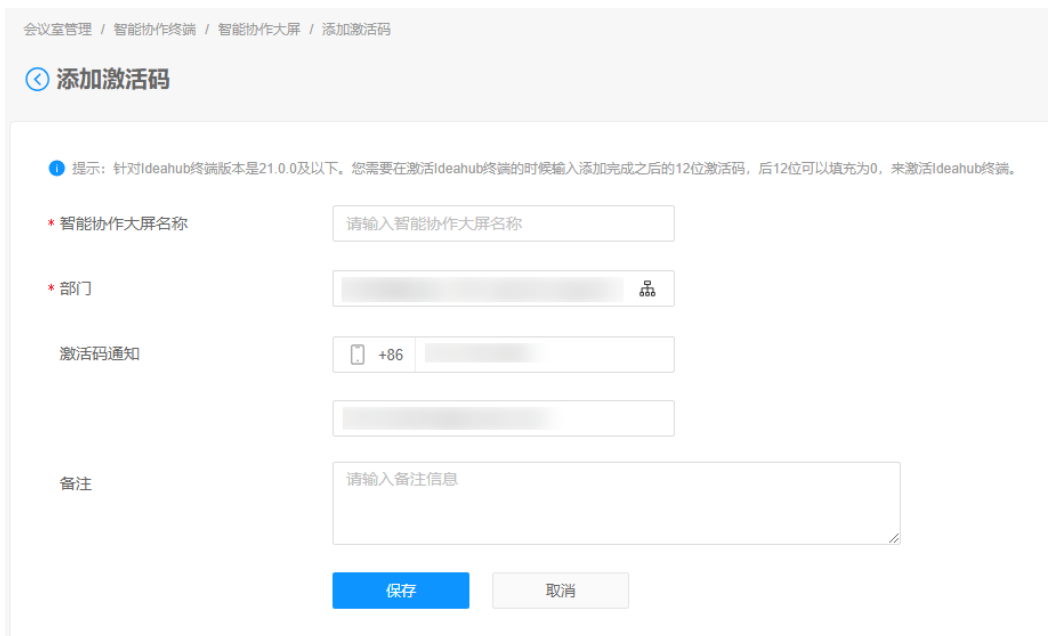 会议室管理 / 智能协作终端 / 智能协作大屏 / 添加激活码
添加激活码
提示：针对Ideahub终端版本是21.0.0及以下。您需要在激活Ideahub终端的时候输入添加完成之后的12位激活码，后12位可以填充为0，来激活Ideahub终端。
* 智能协作大屏名称 请输入智能协作大屏名称
* 部门
激活码通知 +86
备注 请输入备注信息
保存 取消